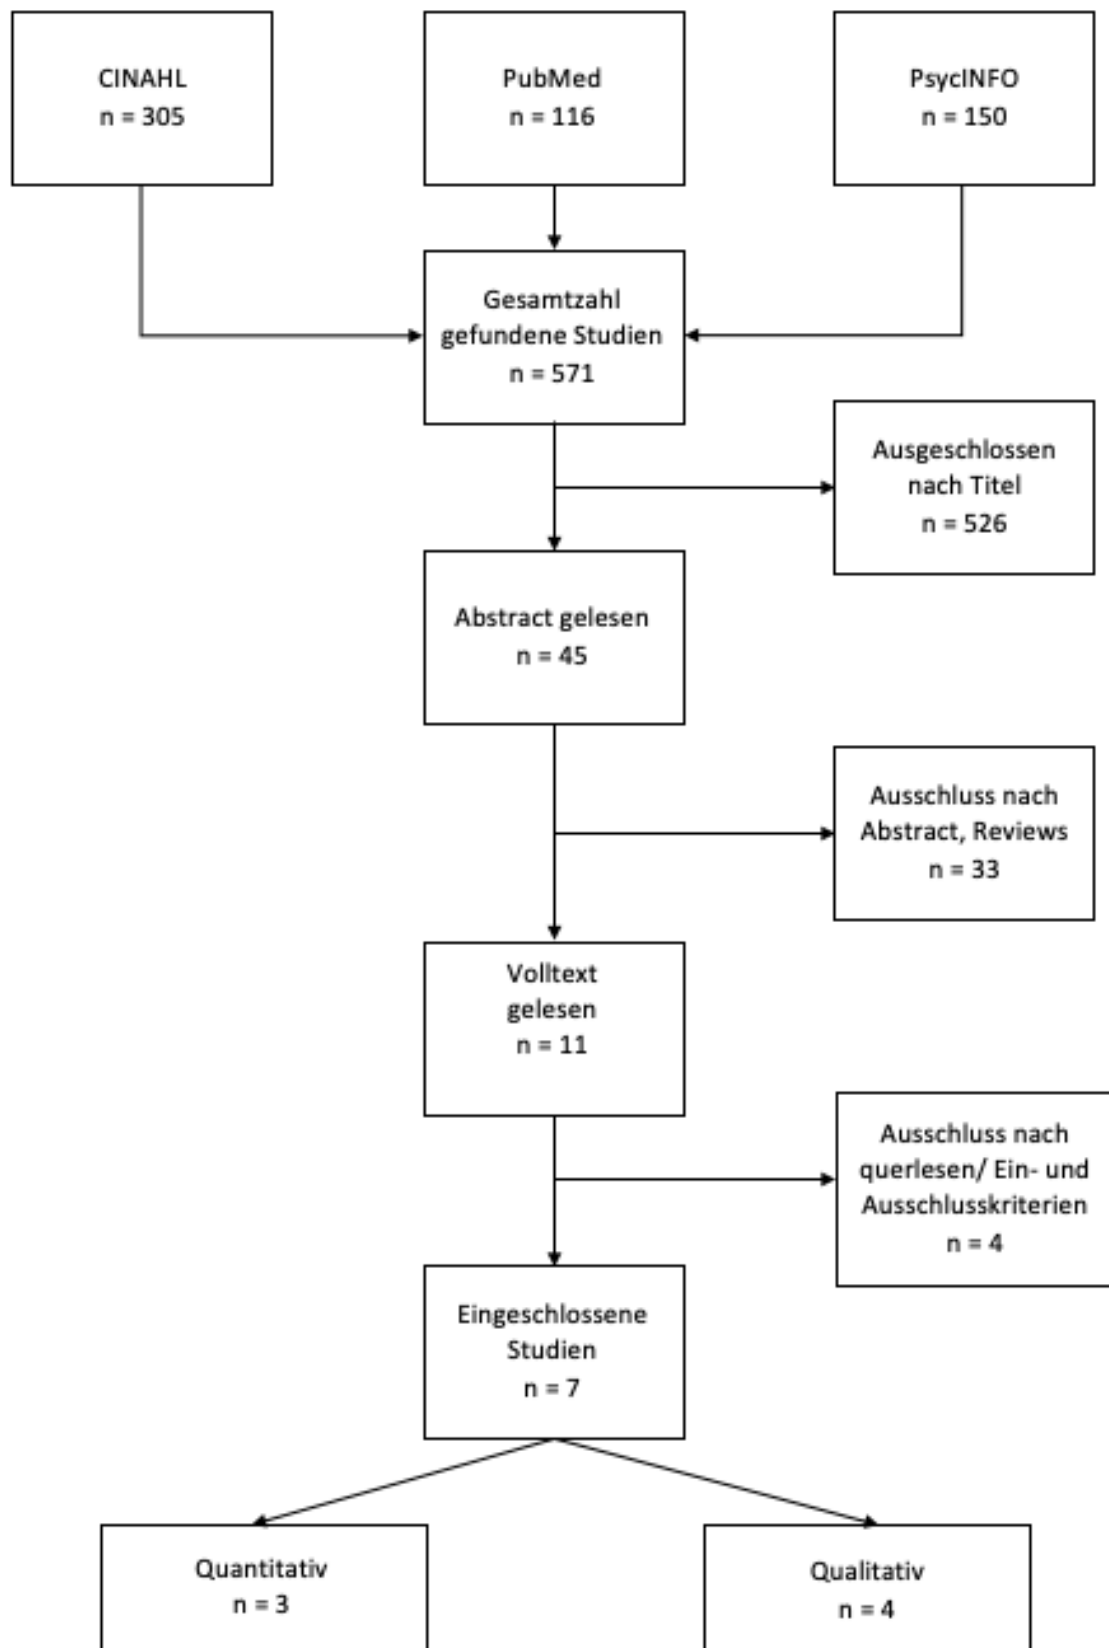 CINAHL
n = 305
PubMed
n = 116
PsycINFO
n = 150
Gesamtzahl
gefundene Studien
n = 571
Ausgeschlossen
nach Titel
n = 526
Abstract gelesen
n = 45
Ausschluss nach
Abstract, Reviews
n = 33
Volltext
gelesen
n = 11
Ausschluss nach
querlesen/ Ein- und
Ausschlusskriterien
n = 4
Eingeschlossene
Studien
n = 7
Quantitativ
n = 3
Qualitativ
n = 4